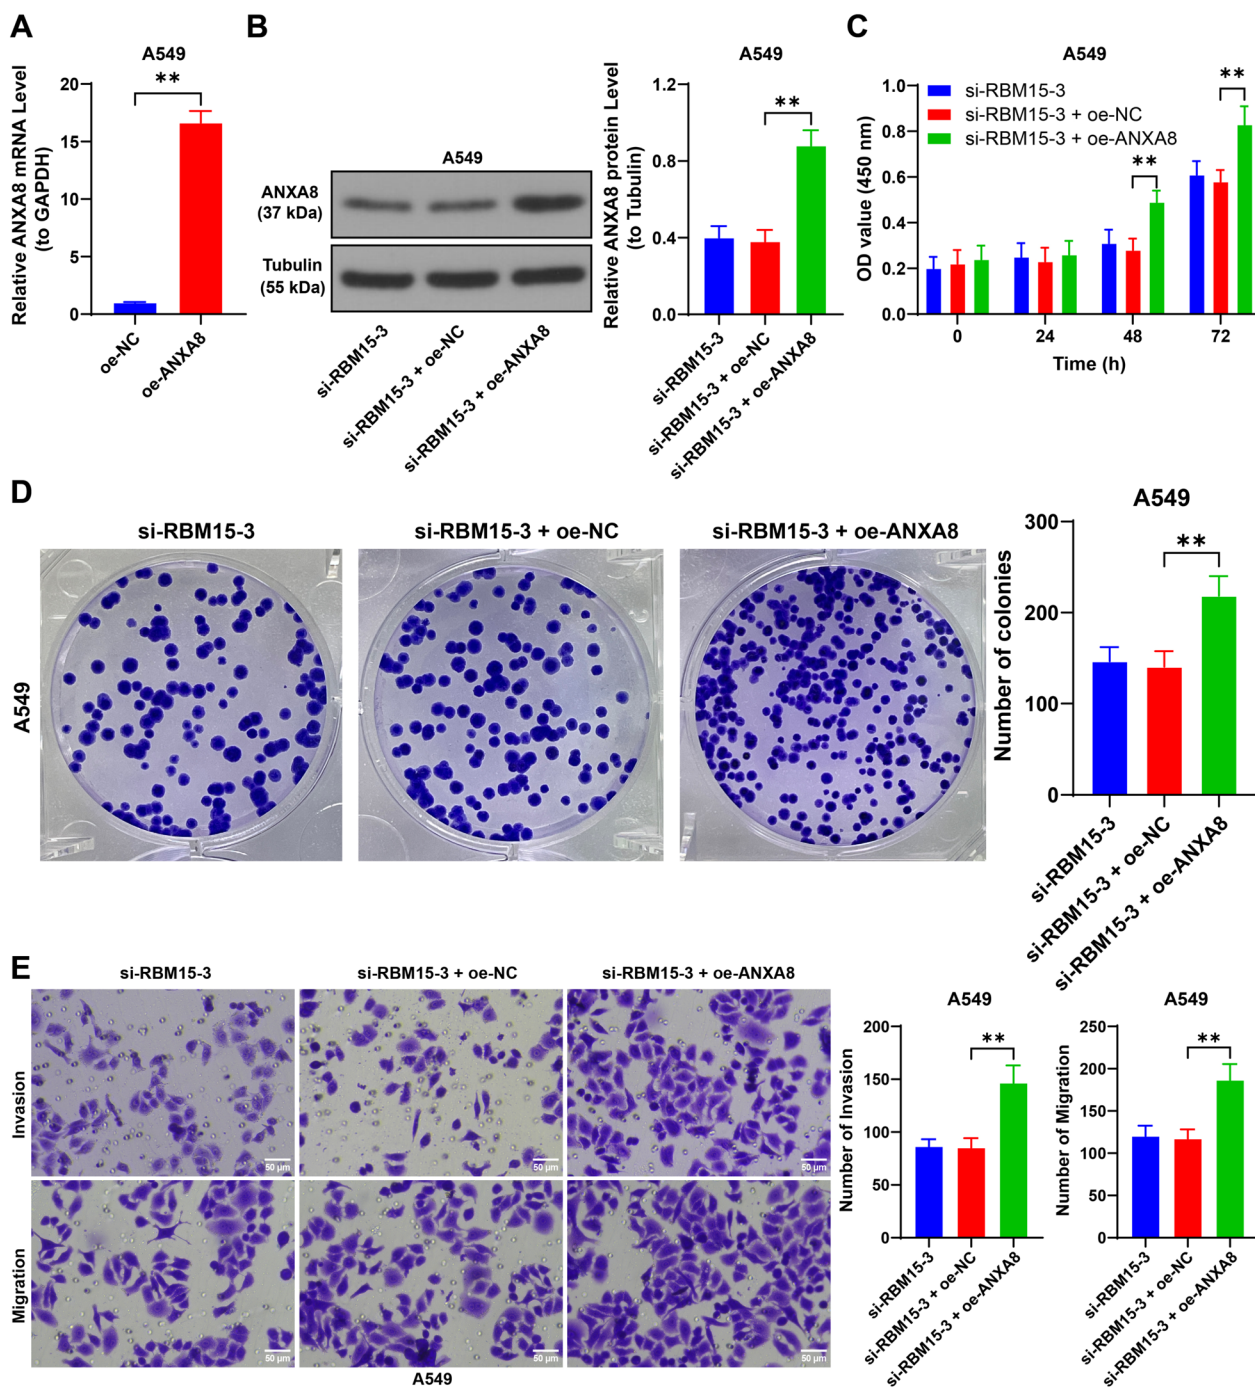 A
A549
Relative ANXA8 mRNA Level
(to GAPDH)
20
15
10
5
0
**
oe-NC
oe-ANXA8
B
A549
ANXA8
(37 kDa)
Tubulin
(55 kDa)
si-RBM15-3
si-RBM15-3 + oe-NC
si-RBM15-3 + oe-ANXA8
A549
Relative ANXA8 protein Level
(to Tubulin)
1.2
0.8
0.4
0.0
**
si-RBM15-3
si-RBM15-3 + oe-NC
si-RBM15-3 + oe-ANXA8
C
A549
OD value (450 nm)
1.0
0.8
0.6
0.4
0.2
0.0
si-RBM15-3
si-RBM15-3 + oe-NC
si-RBM15-3 + oe-ANXA8
**
**
0
24
48
72
Time (h)
D
si-RBM15-3
si-RBM15-3 + oe-NC
si-RBM15-3 + oe-ANXA8
A549
A549
Number of colonies
300
200
100
0
**
si-RBM15-3
si-RBM15-3 + oe-NC
si-RBM15-3 + oe-ANXA8
E
si-RBM15-3
si-RBM15-3 + oe-NC
si-RBM15-3 + oe-ANXA8
Invasion
50 μm
50 μm
50 μm
Migration
50 μm
50 μm
50 μm
A549
A549
Number of Invasion
200
150
100
50
0
**
si-RBM15-3
si-RBM15-3 + oe-NC
si-RBM15-3 + oe-ANXA8
A549
Number of Migration
250
200
150
100
50
0
**
si-RBM15-3
si-RBM15-3 + oe-NC
si-RBM15-3 + oe-ANXA8